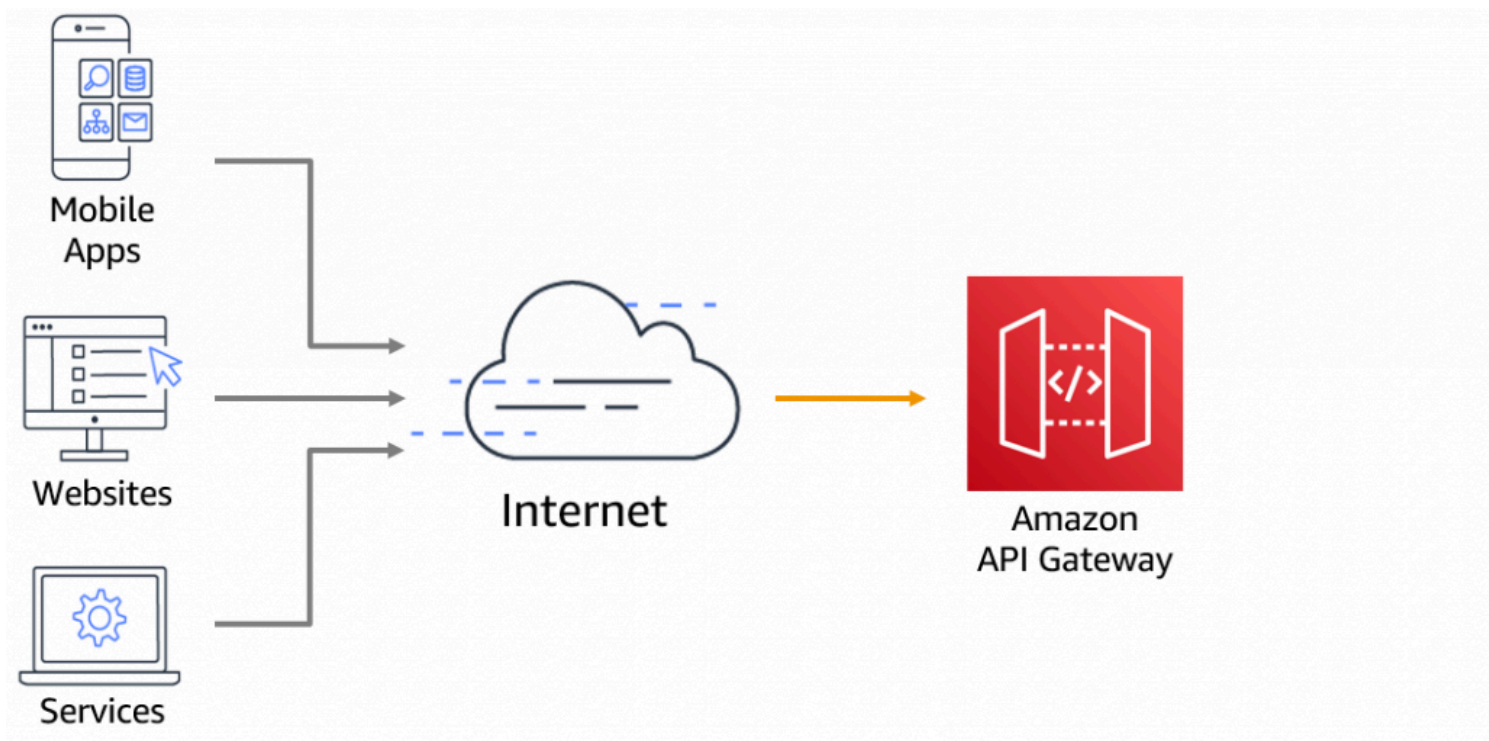 Mobile
Apps
Websites
Services
Internet
</>
Amazon
API Gateway